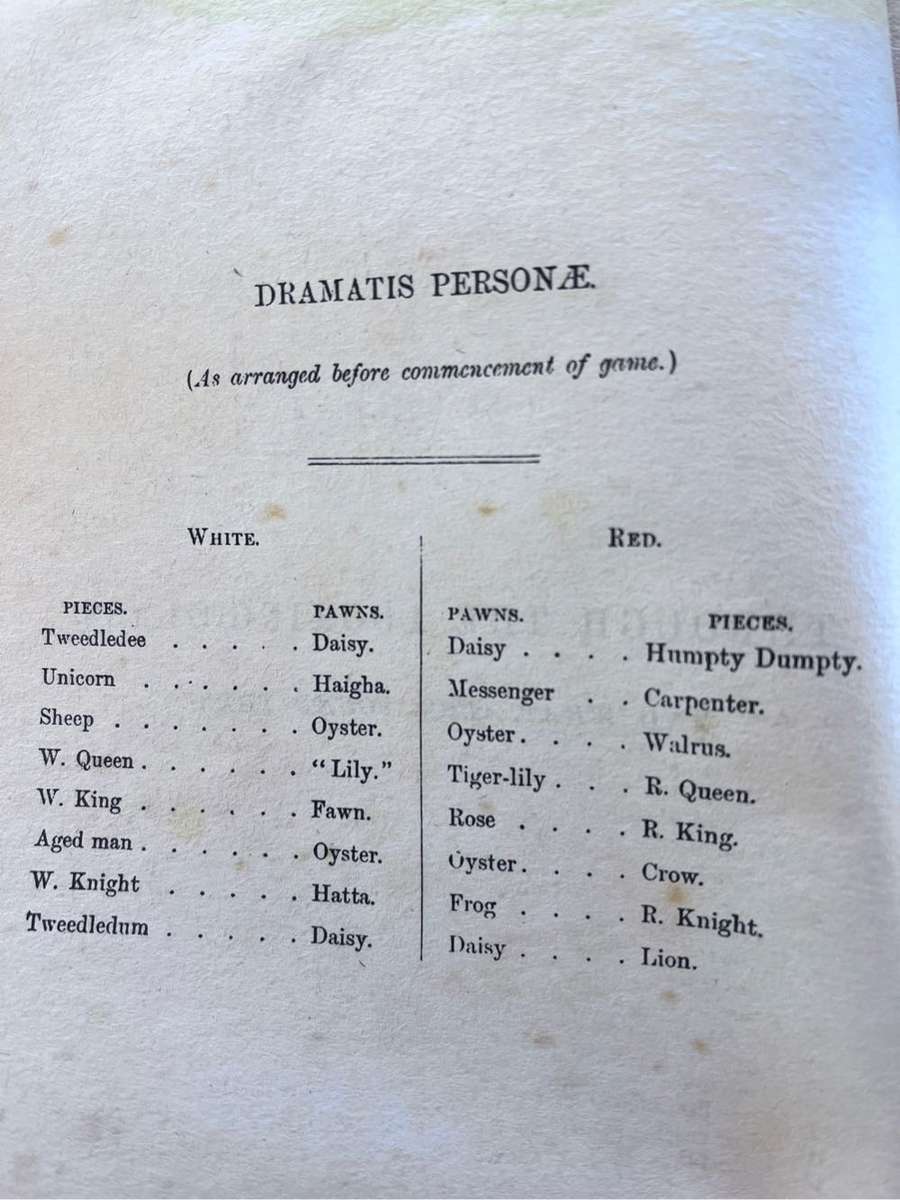 DRAMATIS PERSONÆ.
(As arranged before commencement of game.)
WHITE. RED.
PIECES. PAWNS. PAWNS. PIECES.
Tweedledee . . . . . Daisy. Daisy . . . . Humpty Dumpty.
Unicorn . . . . . . Haigha. Messenger . . Carpenter.
Sheep . . . . . . . Oyster. Oyster. . . . Walrus.
W. Queen . . . . . . "Lily." Tiger-lily . . . R. Queen.
W. King . . . . . . Fawn. Rose . . . . R. King.
Aged man . . . . . . Oyster. Oyster. . . . Crow.
W. Knight . . . . . Hatta. Frog . . . . R. Knight.
Tweedledum . . . . . Daisy. Daisy . . . . Lion.